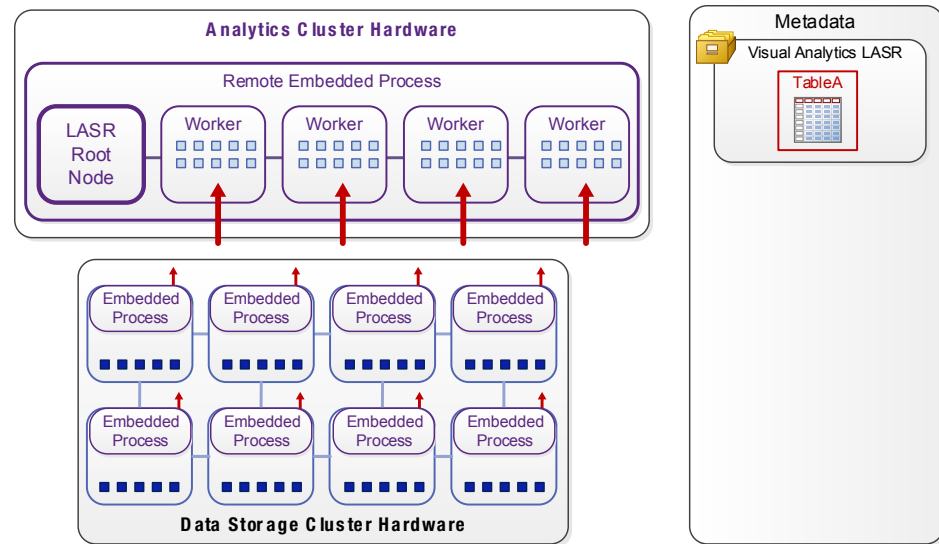 Analytics Cluster Hardware
Remote Embedded Process
LASR
Root
Node
Worker
Worker
Worker
Worker
Embedded
Process
Embedded
Process
Embedded
Process
Embedded
Process
Embedded
Process
Embedded
Process
Embedded
Process
Embedded
Process
Data Storage Cluster Hardware
Metadata
Visual Analytics LASR
TableA